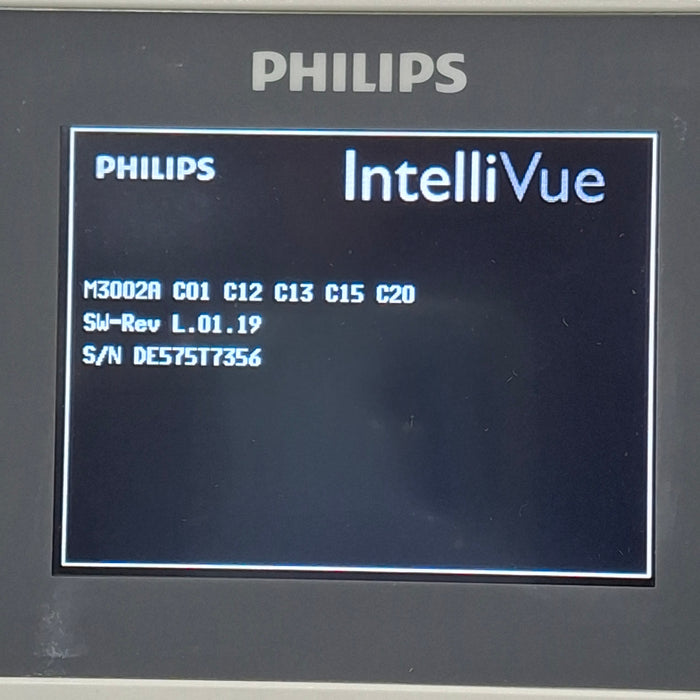 PHILIPS
PHILIPS IntelliVue
M3002A C01 C12 C13 C15 C20
SW-Rev L.01.19
S/N DE575T7356